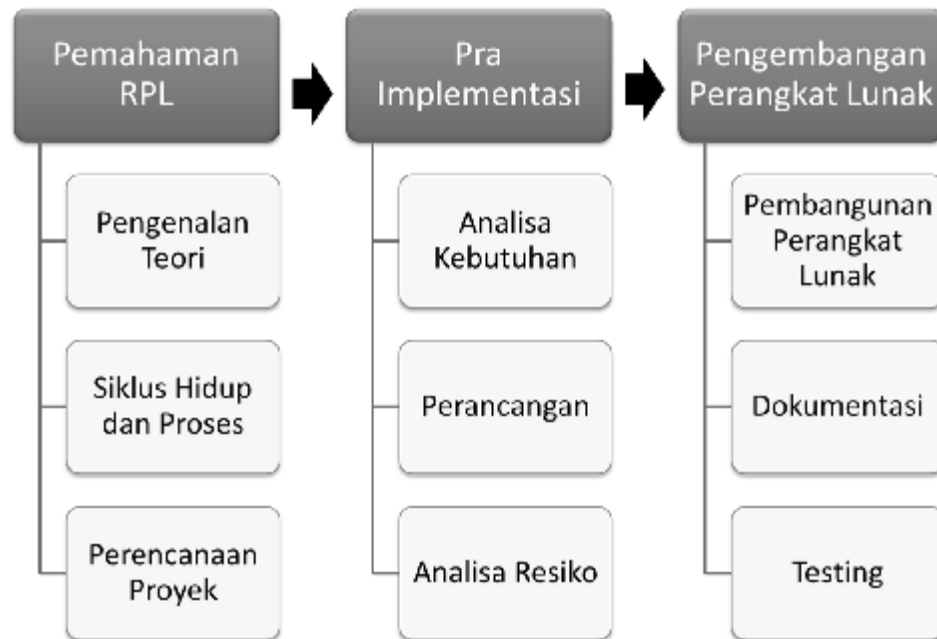 Pemahaman
RPL
Pengenalan
Teori
Siklus Hidup
dan Proses
Perencanaan
Proyek
Pra
Implementasi
Analisa
Kebutuhan
Perancangan
Analisa Resiko
Pengembangan
Perangkat Lunak
Pembangunan
Perangkat
Lunak
Dokumentasi
Testing